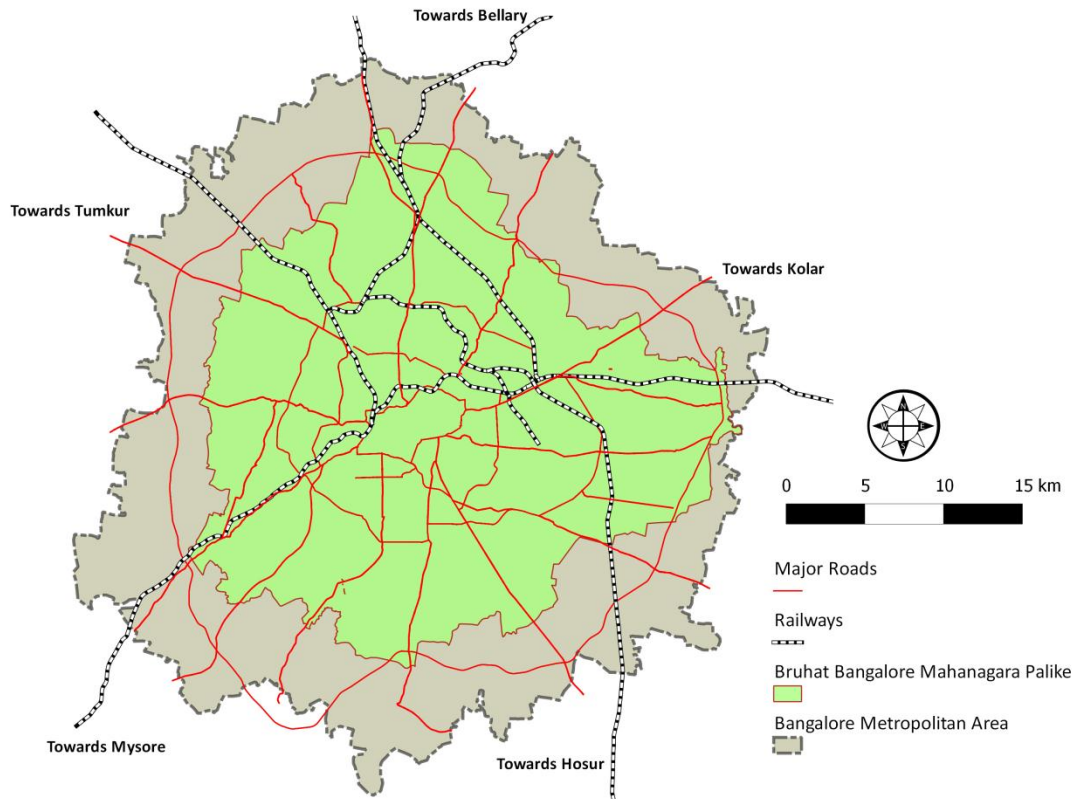 Towards Bellary
Towards Tumkur
Towards Kolar
N
E
S
W
0 5 10 15 km
Major Roads
Railways
Bruhat Bangalore Mahanagara Palike
Bangalore Metropolitan Area
Towards Mysore
Towards Hosur